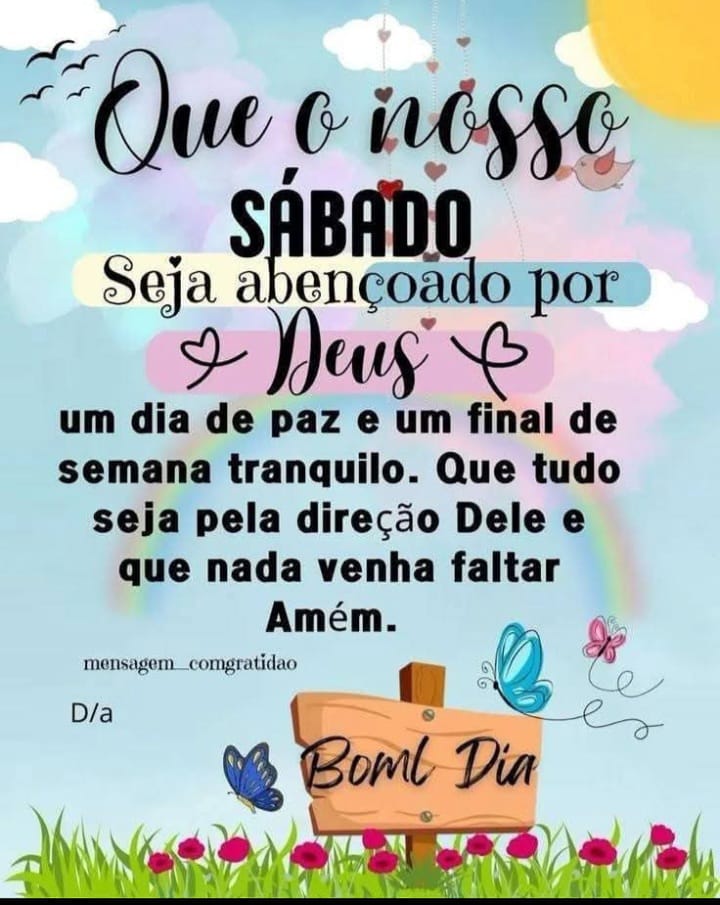 Que o nosso
SÁBADO
Seja abençoado por
Deus
um dia de paz e um final de
semana tranquilo. Que tudo
seja pela direção Dele e
que nada venha faltar
Amém.
mensagem_comgratidao
D/a
Boml Dia